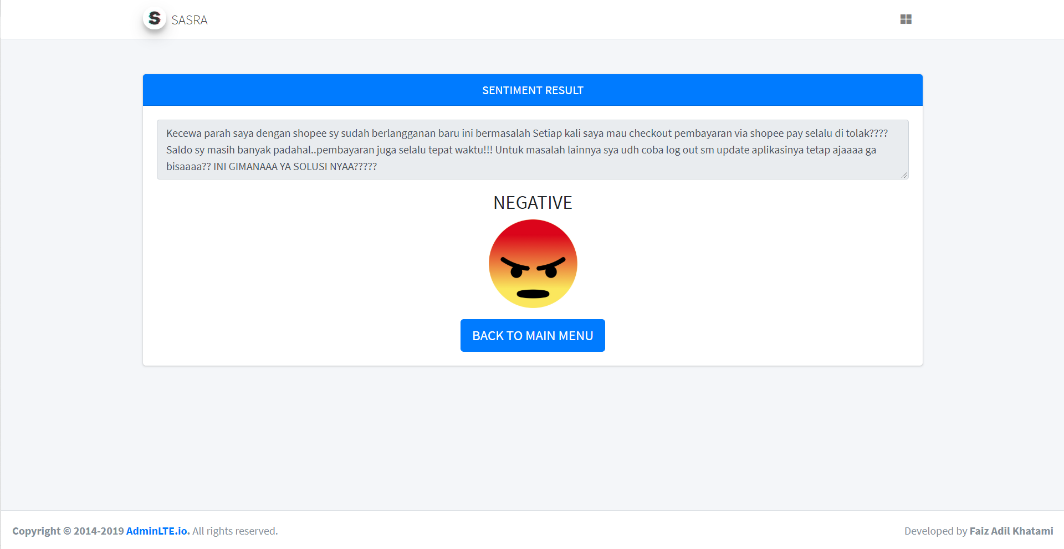 S SASRA
SENTIMENT RESULT
Kecewa parah saya dengan shopee sy sudah berlangganan baru ini bermasalah Setiap kali saya mau checkout pembayaran via shopee pay selalu di tolak????
Saldo sy masih banyak padahal..pembayaran juga selalu tepat waktu!!! Untuk masalah lainnya sya udh coba log out sm update aplikasinya tetap ajaaaa ga
bisaaaa?? INI GIMANAAA YA SOLUSI NYAA?????
NEGATIVE
BACK TO MAIN MENU
Copyright © 2014-2019 AdminLTE.io. All rights reserved.
Developed by Faiz Adil Khatami